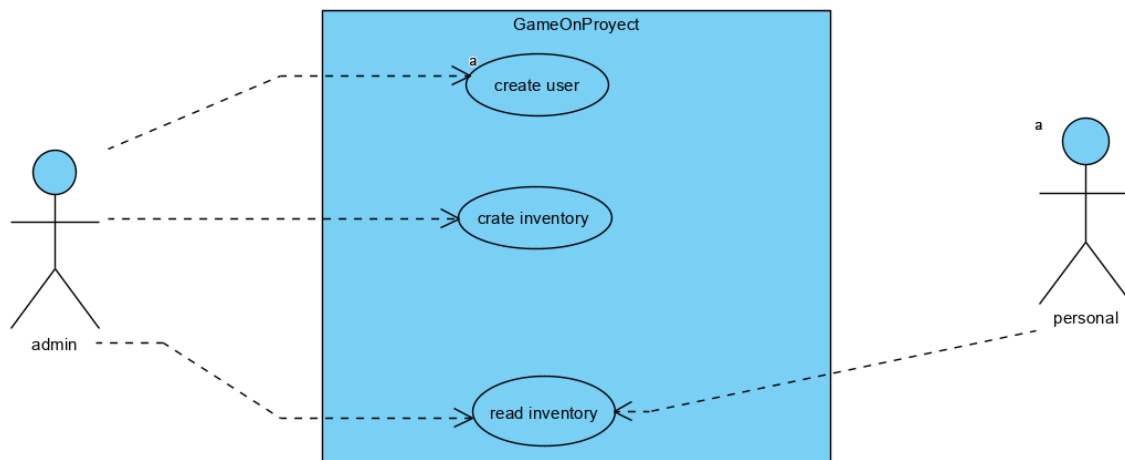 GameOnProyect
a
create user
a
crate inventory
admin
personal
read inventory